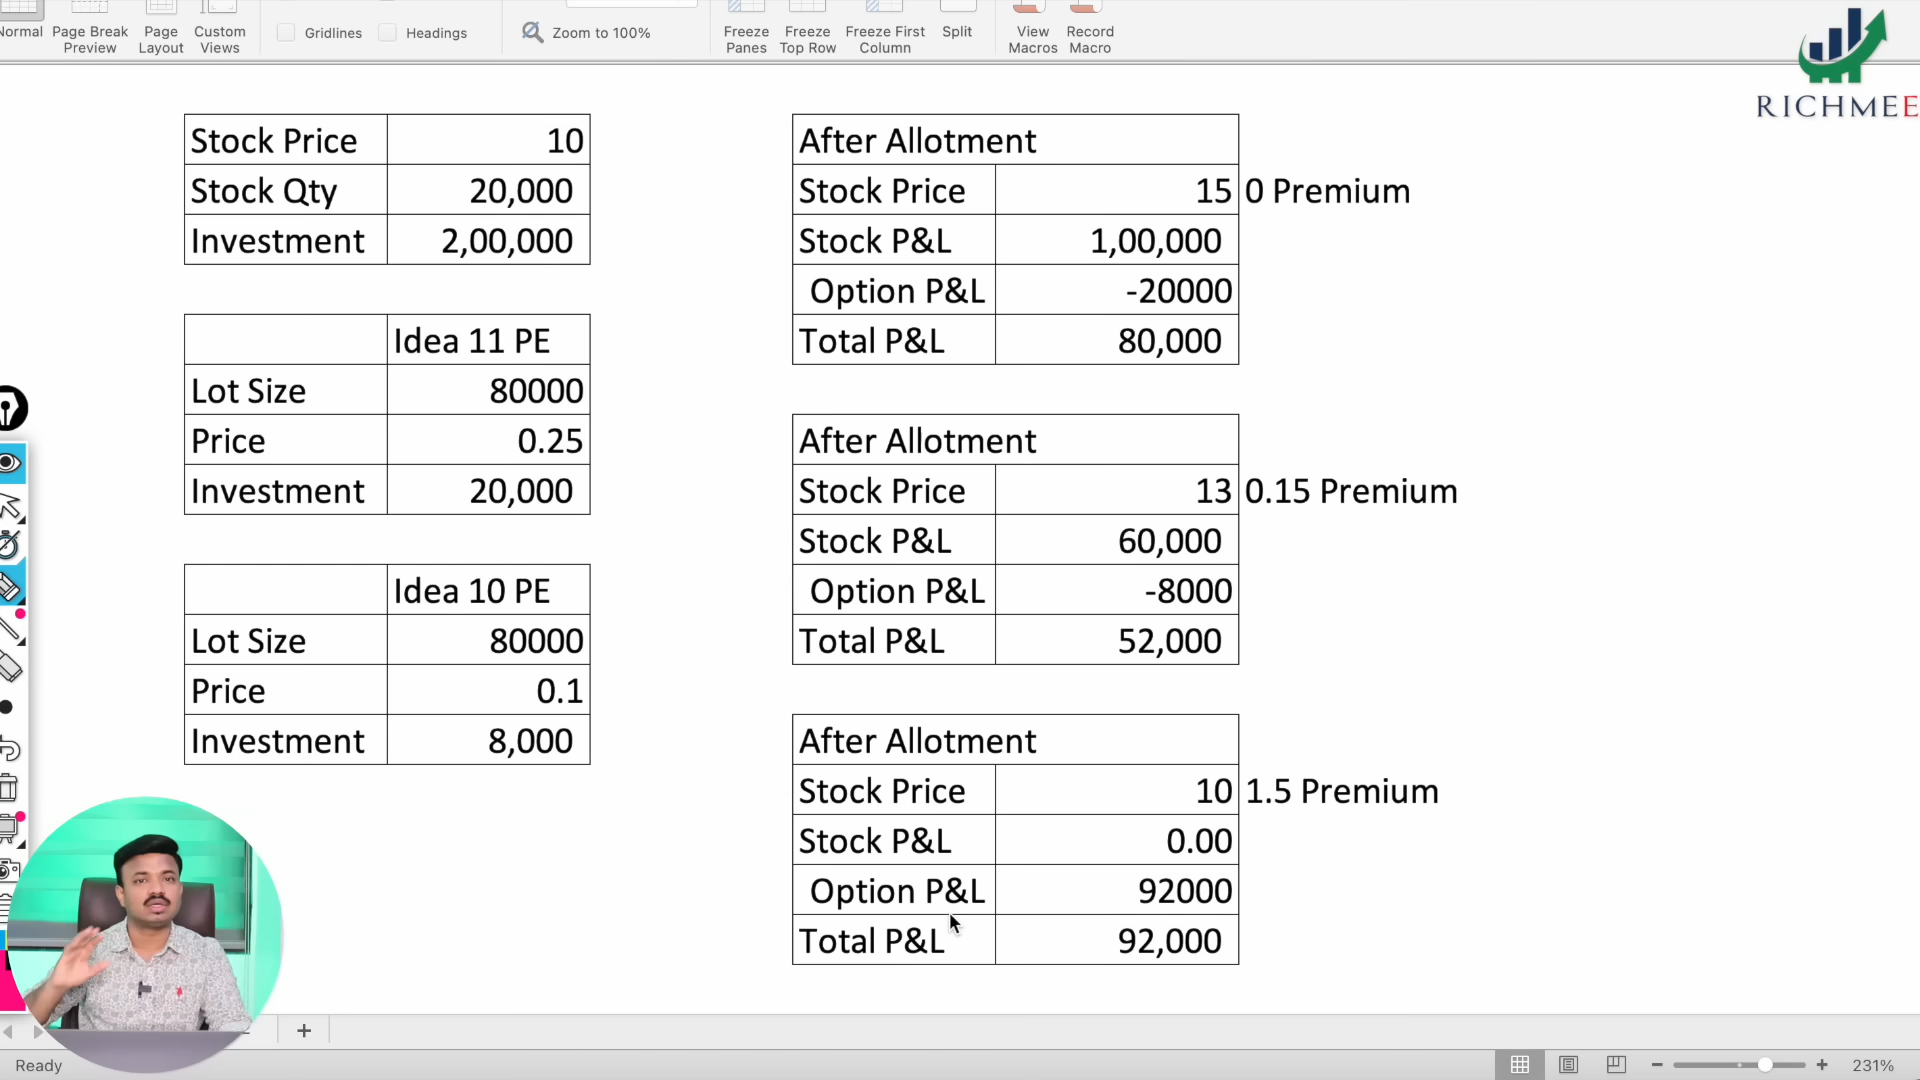 Normal
Page Break
Preview
Page
Layout
Custom
Views
Gridlines
Headings
Zoom to 100%
Freeze
Panes
Freeze
Top Row
Freeze First
Column
Split
View
Macros
Record
Macro
RICHMEE
Stock Price 10
Stock Qty 20,000
Investment 2,00,000
Idea 11 PE
Lot Size 80000
Price 0.25
Investment 20,000
Idea 10 PE
Lot Size 80000
Price 0.1
Investment 8,000
After Allotment
Stock Price 15 0 Premium
Stock P&L 1,00,000
Option P&L -20000
Total P&L 80,000
After Allotment
Stock Price 13 0.15 Premium
Stock P&L 60,000
Option P&L -8000
Total P&L 52,000
After Allotment
Stock Price 10 1.5 Premium
Stock P&L 0.00
Option P&L 92000
Total P&L 92,000
Ready
231%